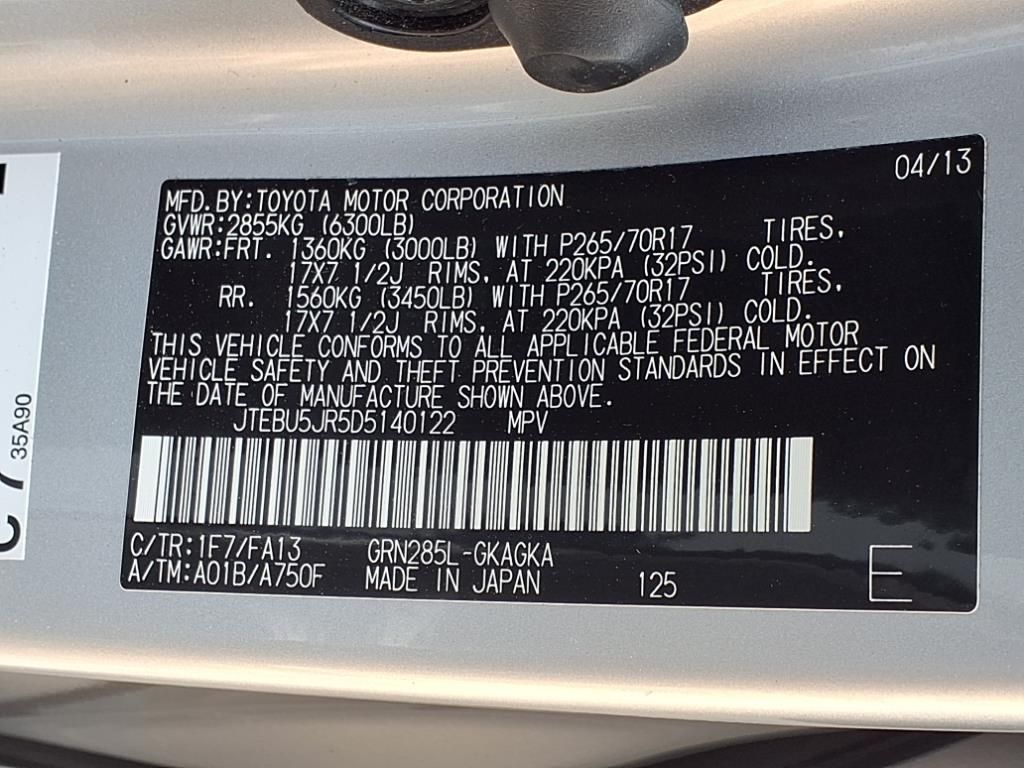 04/13
MFD.BY:TOYOTA MOTOR CORPORATION
GVWR:2855KG (6300LB)
GAWR:FRT. 1360KG (3000LB) WITH P265/70R17 TIRES,
17X7 1/2J RIMS, AT 220KPA (32PSI) COLD.
RR. 1560KG (3450LB) WITH P265/70R17 TIRES,
17X7 1/2J RIMS, AT 220KPA (32PSI) COLD.
THIS VEHICLE CONFORMS TO ALL APPLICABLE FEDERAL MOTOR
VEHICLE SAFETY AND THEFT PREVENTION STANDARDS IN EFFECT ON
THE DATE OF MANUFACTURE SHOWN ABOVE.
JTEBU5JR5D5140122 MPV
C/TR:1F7/FA13 GRN285L-GKAGKA
A/TM:A01B/A750F MADE IN JAPAN 125 E
35A90